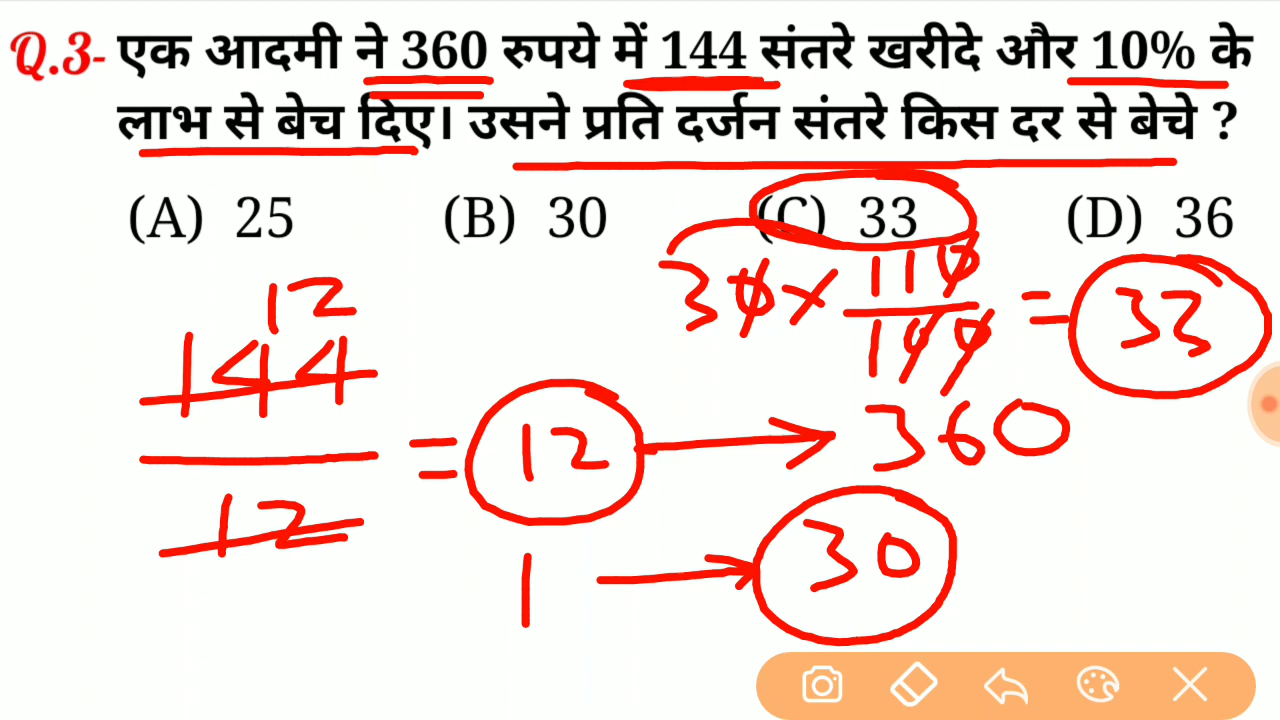 Q.3- एक आदमी ने 360 रुपये में 144 संतरे खरीदे और 10% के
लाभ से बेच दिए। उसने प्रति दर्जन संतरे किस दर से बेचे ?
(A) 25 (B) 30 (C) 33 (D) 36
30 × 110/100 = 33
12
144/12 = 12 → 360
1 → 30